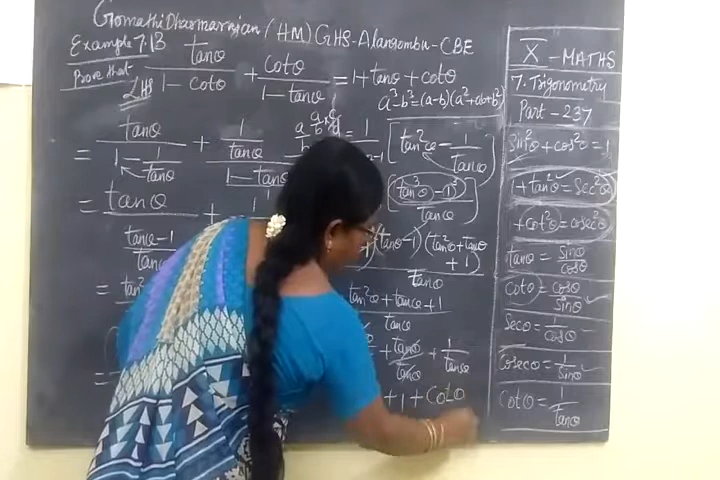 Gomathi Dharmarajan (HM) GHS - Alangombu - CBE
Example 7.13
Prove that tanθ / 1 - cotθ + cotθ / 1 - tanθ = 1 + tanθ + cotθ
LHS
a³-b³ = (a-b)(a²+ab+b²)
= tanθ / 1 - 1/tanθ + 1/tanθ / 1 - tanθ
= tanθ
tanθ - 1
= tan²
a/b × c/d
[tan²θ - 1/tanθ]
[tan³θ - 1³ / tanθ]
(tanθ - 1)(tan²θ + tanθ + 1) / tanθ
tan²θ + tanθ + 1 / tanθ
+ tanθ/tanθ + 1/tanθ
+ 1 + cotθ
X - MATHS
7. Trigonometry
Part - 237
sin²θ + cos²θ = 1
1 + tan²θ = sec²θ
+ cot²θ = cosec²θ
tanθ = sinθ / cosθ
cotθ = cosθ / sinθ
secθ = 1 / cosθ
cosecθ = 1 / sinθ
cotθ = 1 / tanθ